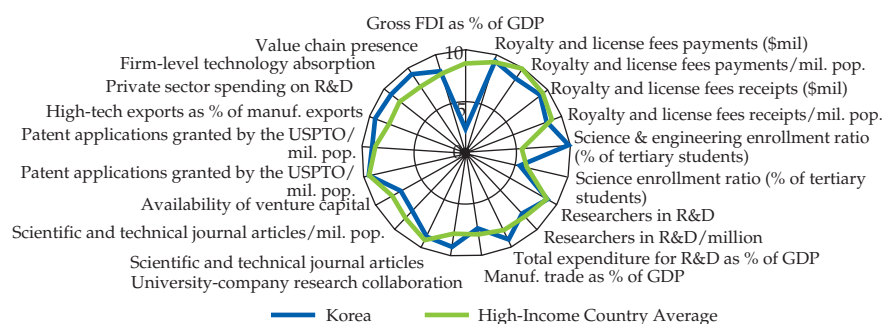 Gross FDI as % of GDP
10
5
Royalty and license fees payments ($mil)
Royalty and license fees payments/mil. pop.
Royalty and license fees receipts ($mil)
Royalty and license fees receipts/mil. pop.
Science & engineering enrollment ratio
(% of tertiary students)
Science enrollment ratio (% of tertiary
students)
Researchers in R&D
Researchers in R&D/million
Total expenditure for R&D as % of GDP
Manuf. trade as % of GDP
University-company research collaboration
Scientific and technical journal articles
Scientific and technical journal articles/mil. pop.
Availability of venture capital
Patent applications granted by the USPTO/
mil. pop.
Patent applications granted by the USPTO/
mil. pop.
High-tech exports as % of manuf. exports
Private sector spending on R&D
Firm-level technology absorption
Value chain presence
Korea
High-Income Country Average